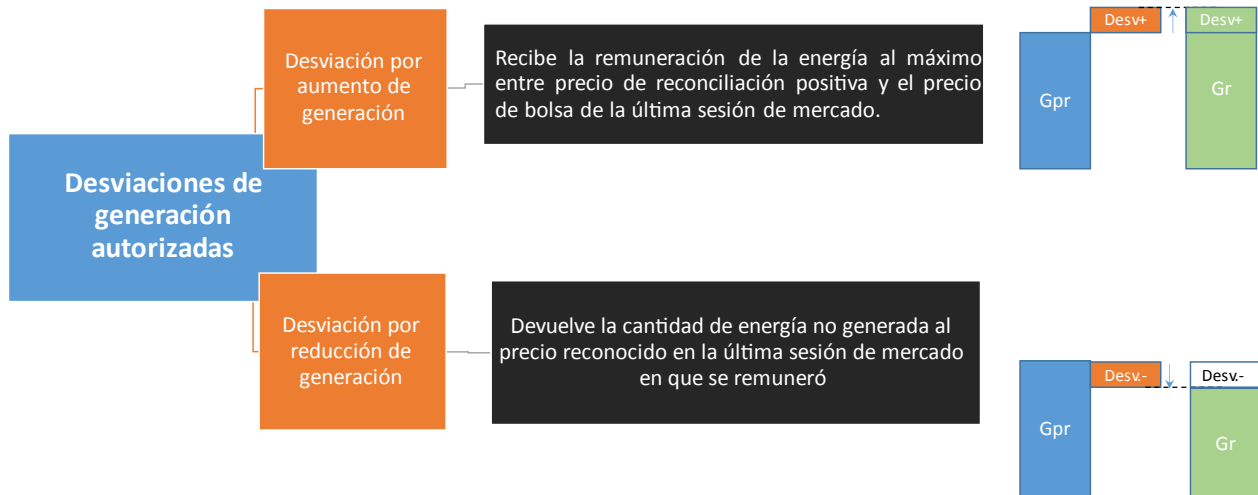 Desviaciones de
generación
autorizadas
Desviación por
aumento de
generación
Recibe la remuneración de la energía al máximo
entre precio de reconciliación positiva y el precio
de bolsa de la última sesión de mercado.
Desv+
Desv+
Gpr
Gr
Desviación por
reducción de
generación
Devuelve la cantidad de energía no generada al
precio reconocido en la última sesión de mercado
en que se remuneró
Desv.-
Desv.-
Gpr
Gr